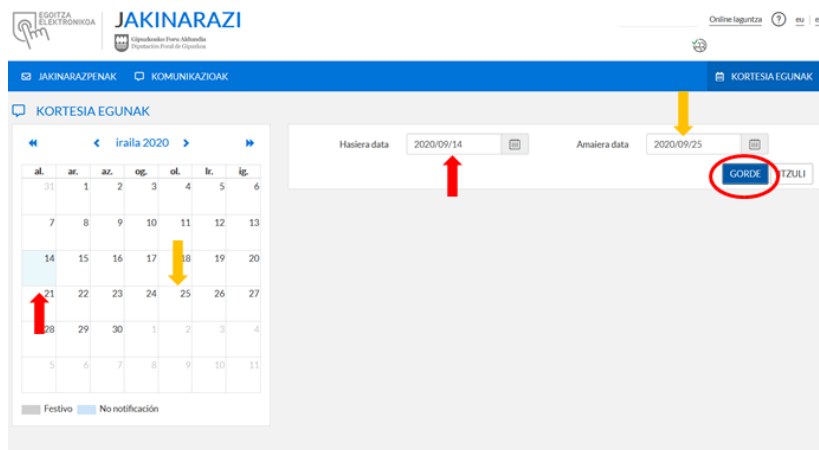 EGOITZA
ELEKTRONIKOA
JAKINARAZI
Gipuzkoako Foru Aldundia
Diputación Foral de Gipuzkoa
Online laguntza ? eu e
JAKINARAZPENAK KOMUNIKAZIOAK KORTESIA EGUNAK
KORTESIA EGUNAK
iraila 2020
al. ar. az. og. ol. lr. ig.
31 1 2 3 4 5 6
7 8 9 10 11 12 13
14 15 16 17 18 19 20
21 22 23 24 25 26 27
28 29 30 1 2 3 4
5 6 7 8 9 10 11
Festivo No notificación
Hasiera data 2020/09/14 Amaiera data 2020/09/25
GORDE ITZULI